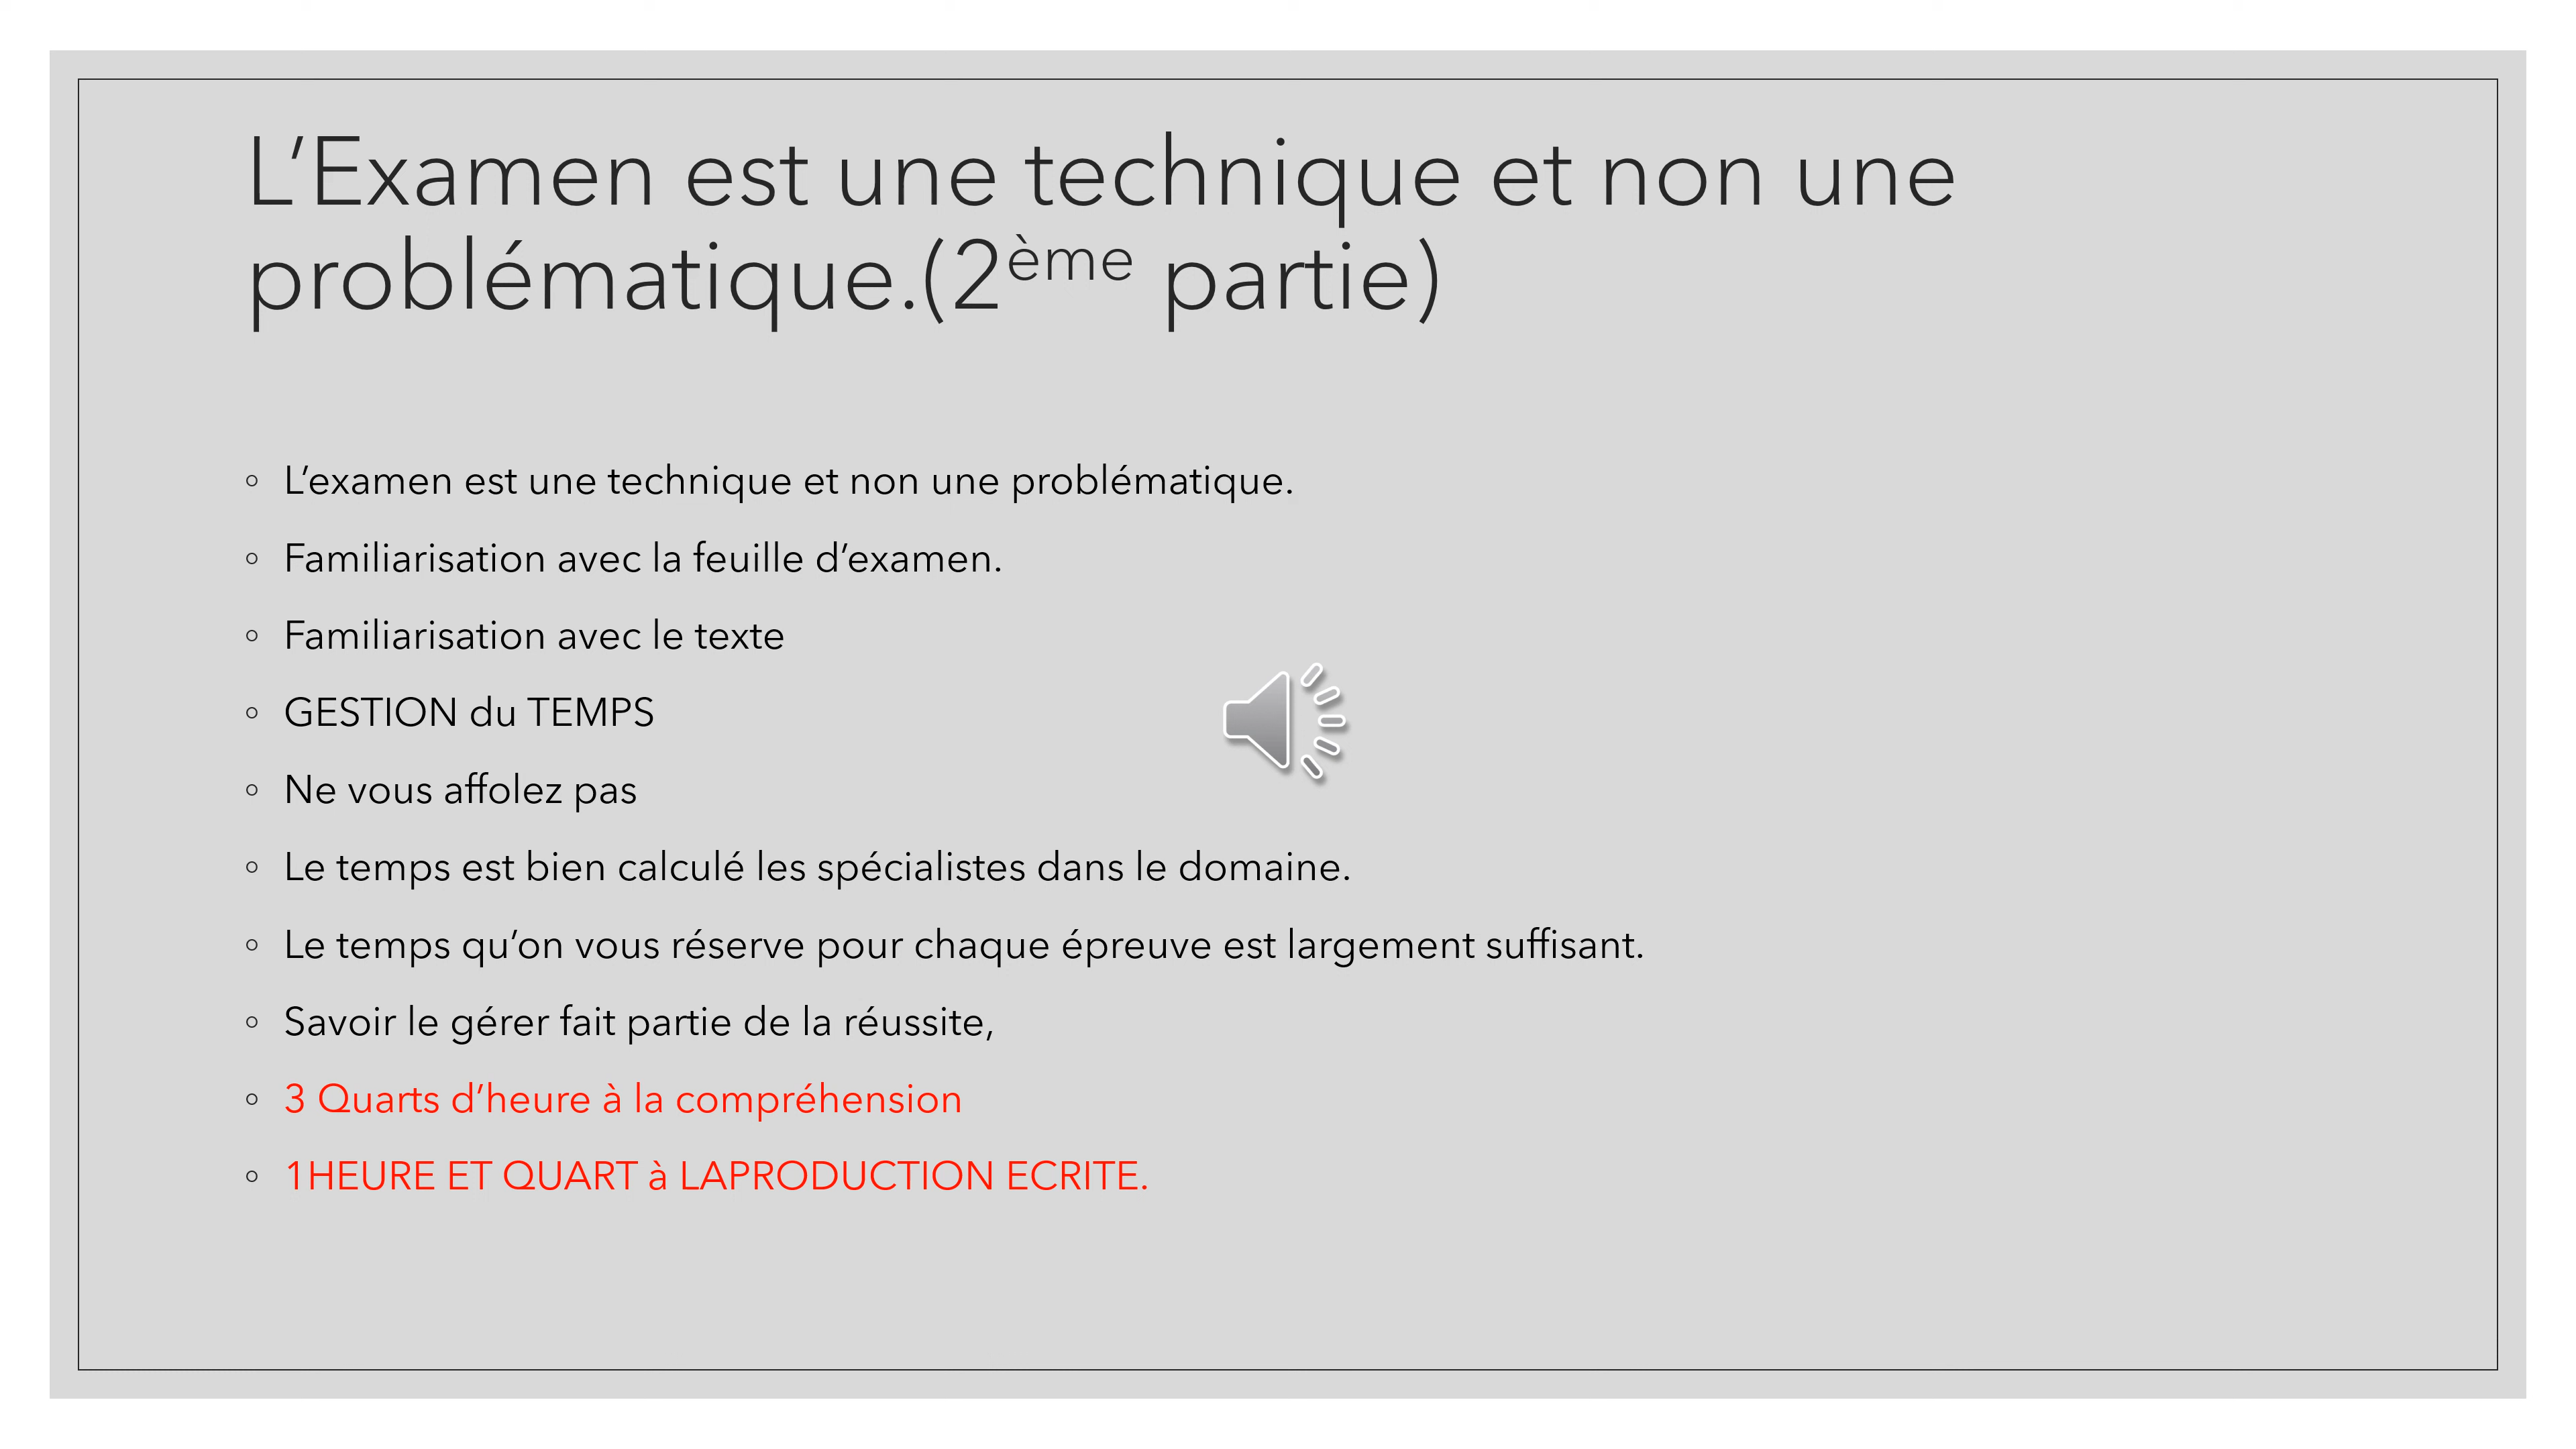 L’Examen est une technique et non une
problématique.(2ème partie)
◦ L’examen est une technique et non une problématique.
◦ Familiarisation avec la feuille d’examen.
◦ Familiarisation avec le texte
◦ GESTION du TEMPS
◦ Ne vous affolez pas
◦ Le temps est bien calculé les spécialistes dans le domaine.
◦ Le temps qu’on vous réserve pour chaque épreuve est largement suffisant.
◦ Savoir le gérer fait partie de la réussite,
◦ 3 Quarts d’heure à la compréhension
◦ 1HEURE ET QUART à LAPRODUCTION ECRITE.